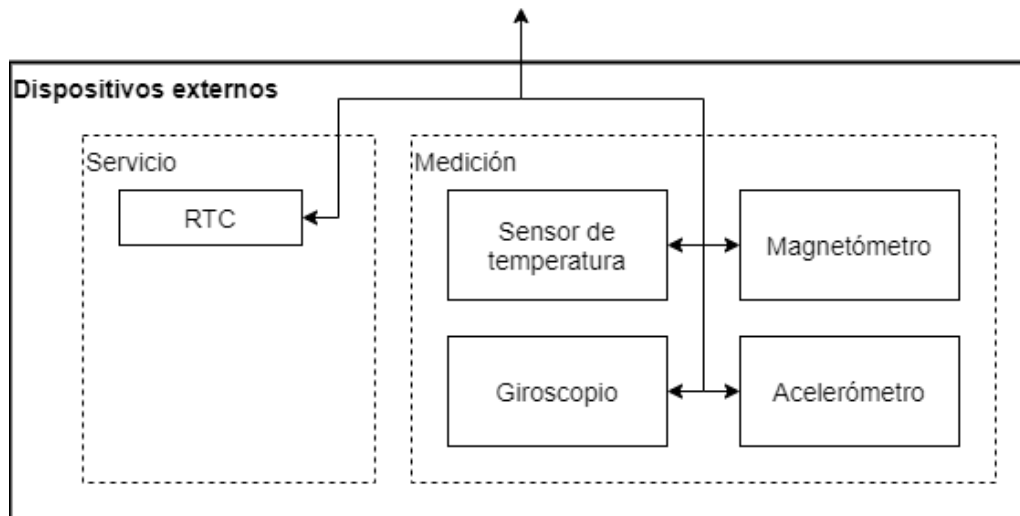 Dispositivos externos
Servicio
RTC
Medición
Sensor de
temperatura
Magnetómetro
Giroscopio
Acelerómetro